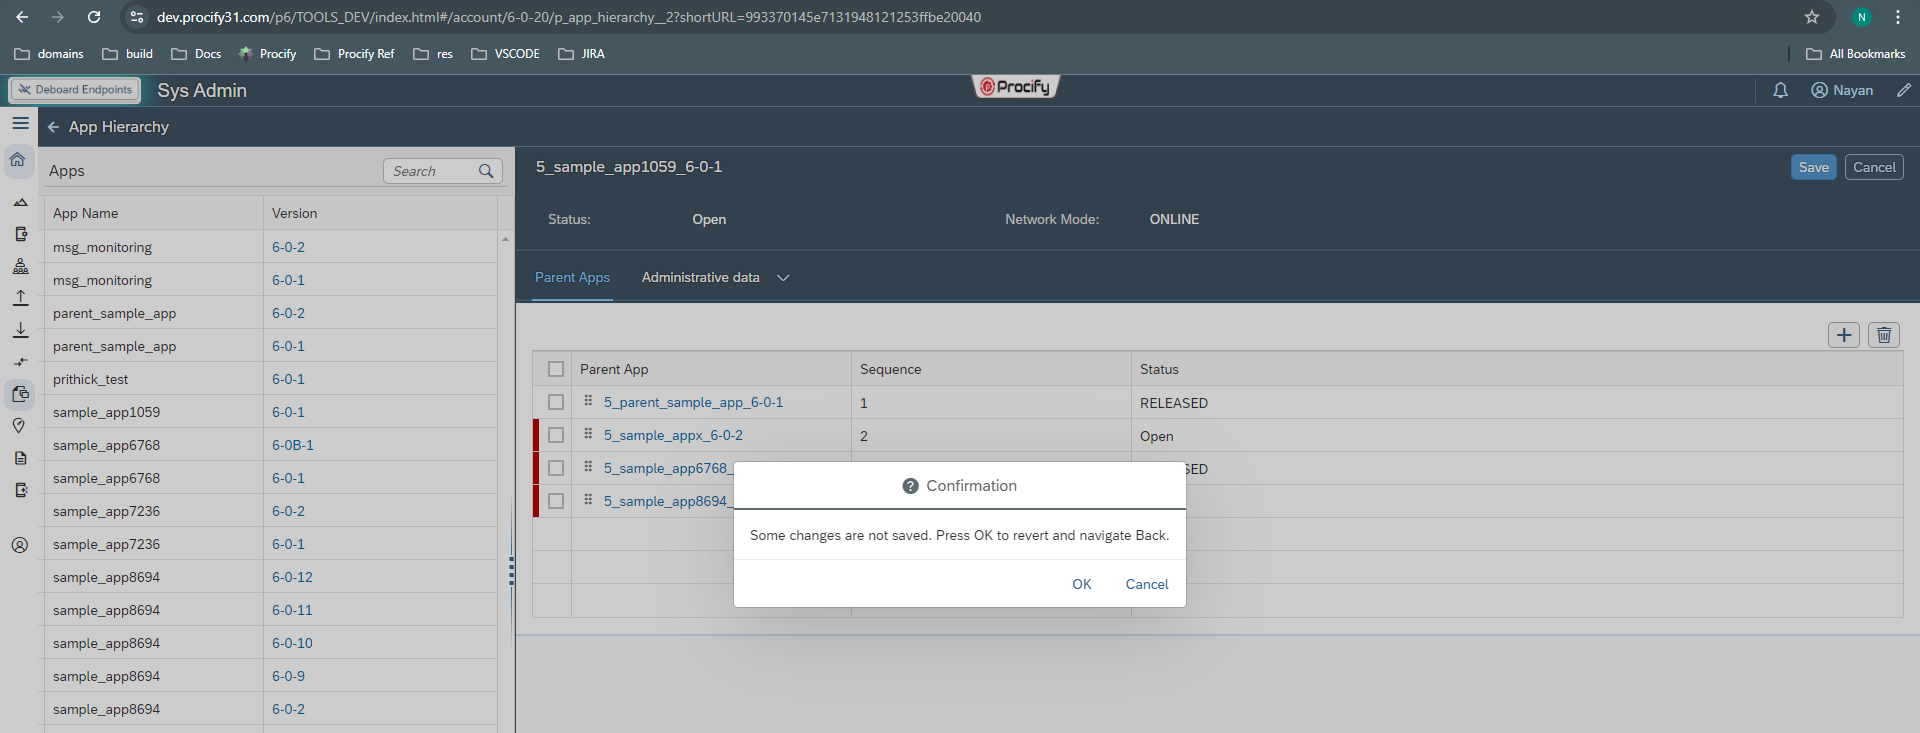 dev.procify31.com/p6/TOOLS_DEV/index.html#/account/6-0-20/p_app_hierarchy__2?shortURL=993370145e7131948121253ffbe20040
N
domains build Docs Procify Procify Ref res VSCODE JIRA All Bookmarks
Deboard Endpoints Sys Admin Procify Nayan
App Hierarchy
Apps Search
App Name Version
msg_monitoring 6-0-2
msg_monitoring 6-0-1
parent_sample_app 6-0-2
parent_sample_app 6-0-1
prithick_test 6-0-1
sample_app1059 6-0-1
sample_app6768 6-0B-1
sample_app6768 6-0-1
sample_app7236 6-0-2
sample_app7236 6-0-1
sample_app8694 6-0-12
sample_app8694 6-0-11
sample_app8694 6-0-10
sample_app8694 6-0-9
sample_app8694 6-0-2
5_sample_app1059_6-0-1 Save Cancel
Status: Open Network Mode: ONLINE
Parent Apps Administrative data
Parent App Sequence Status
5_parent_sample_app_6-0-1 1 RELEASED
5_sample_appx_6-0-2 2 Open
5_sample_app6768_ SED
5_sample_app8694_
Confirmation
Some changes are not saved. Press OK to revert and navigate Back.
OK Cancel